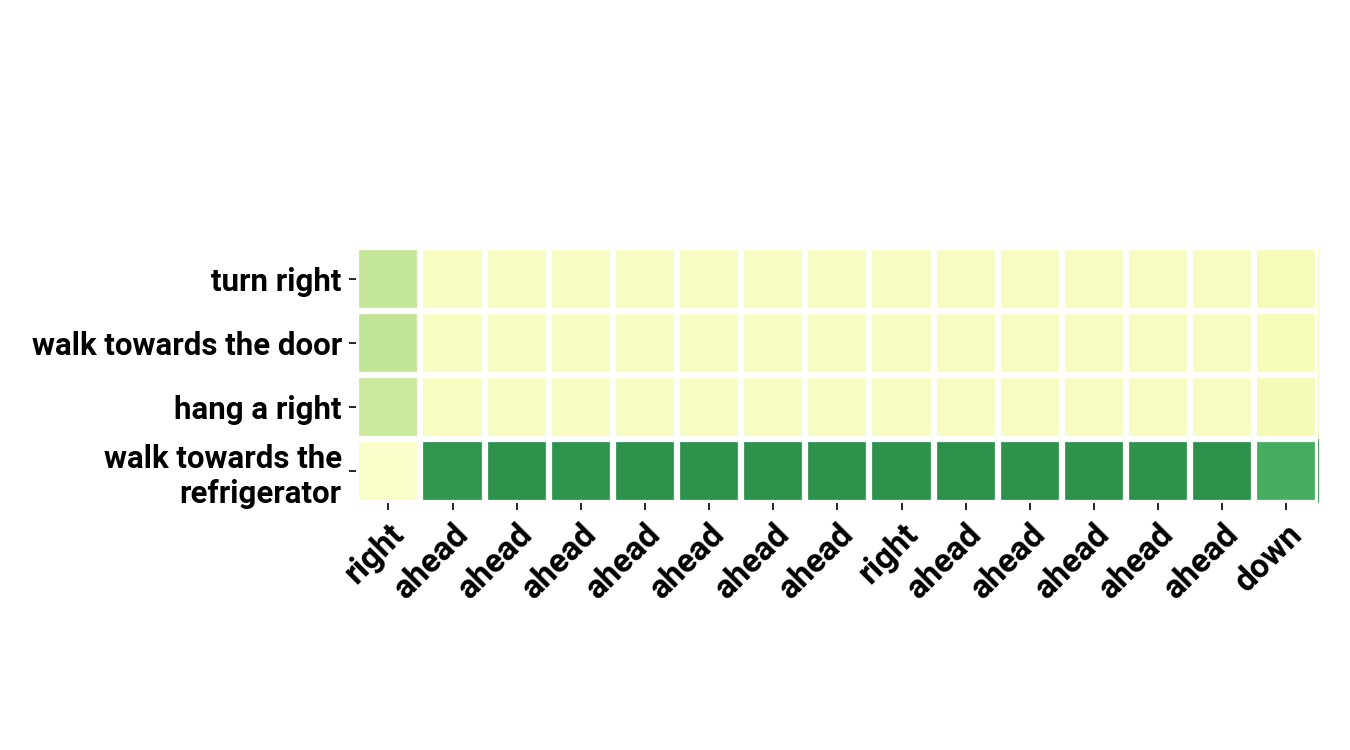 turn right
walk towards the door
hang a right
walk towards the
refrigerator
right ahead ahead ahead ahead ahead ahead ahead right ahead ahead ahead ahead ahead down